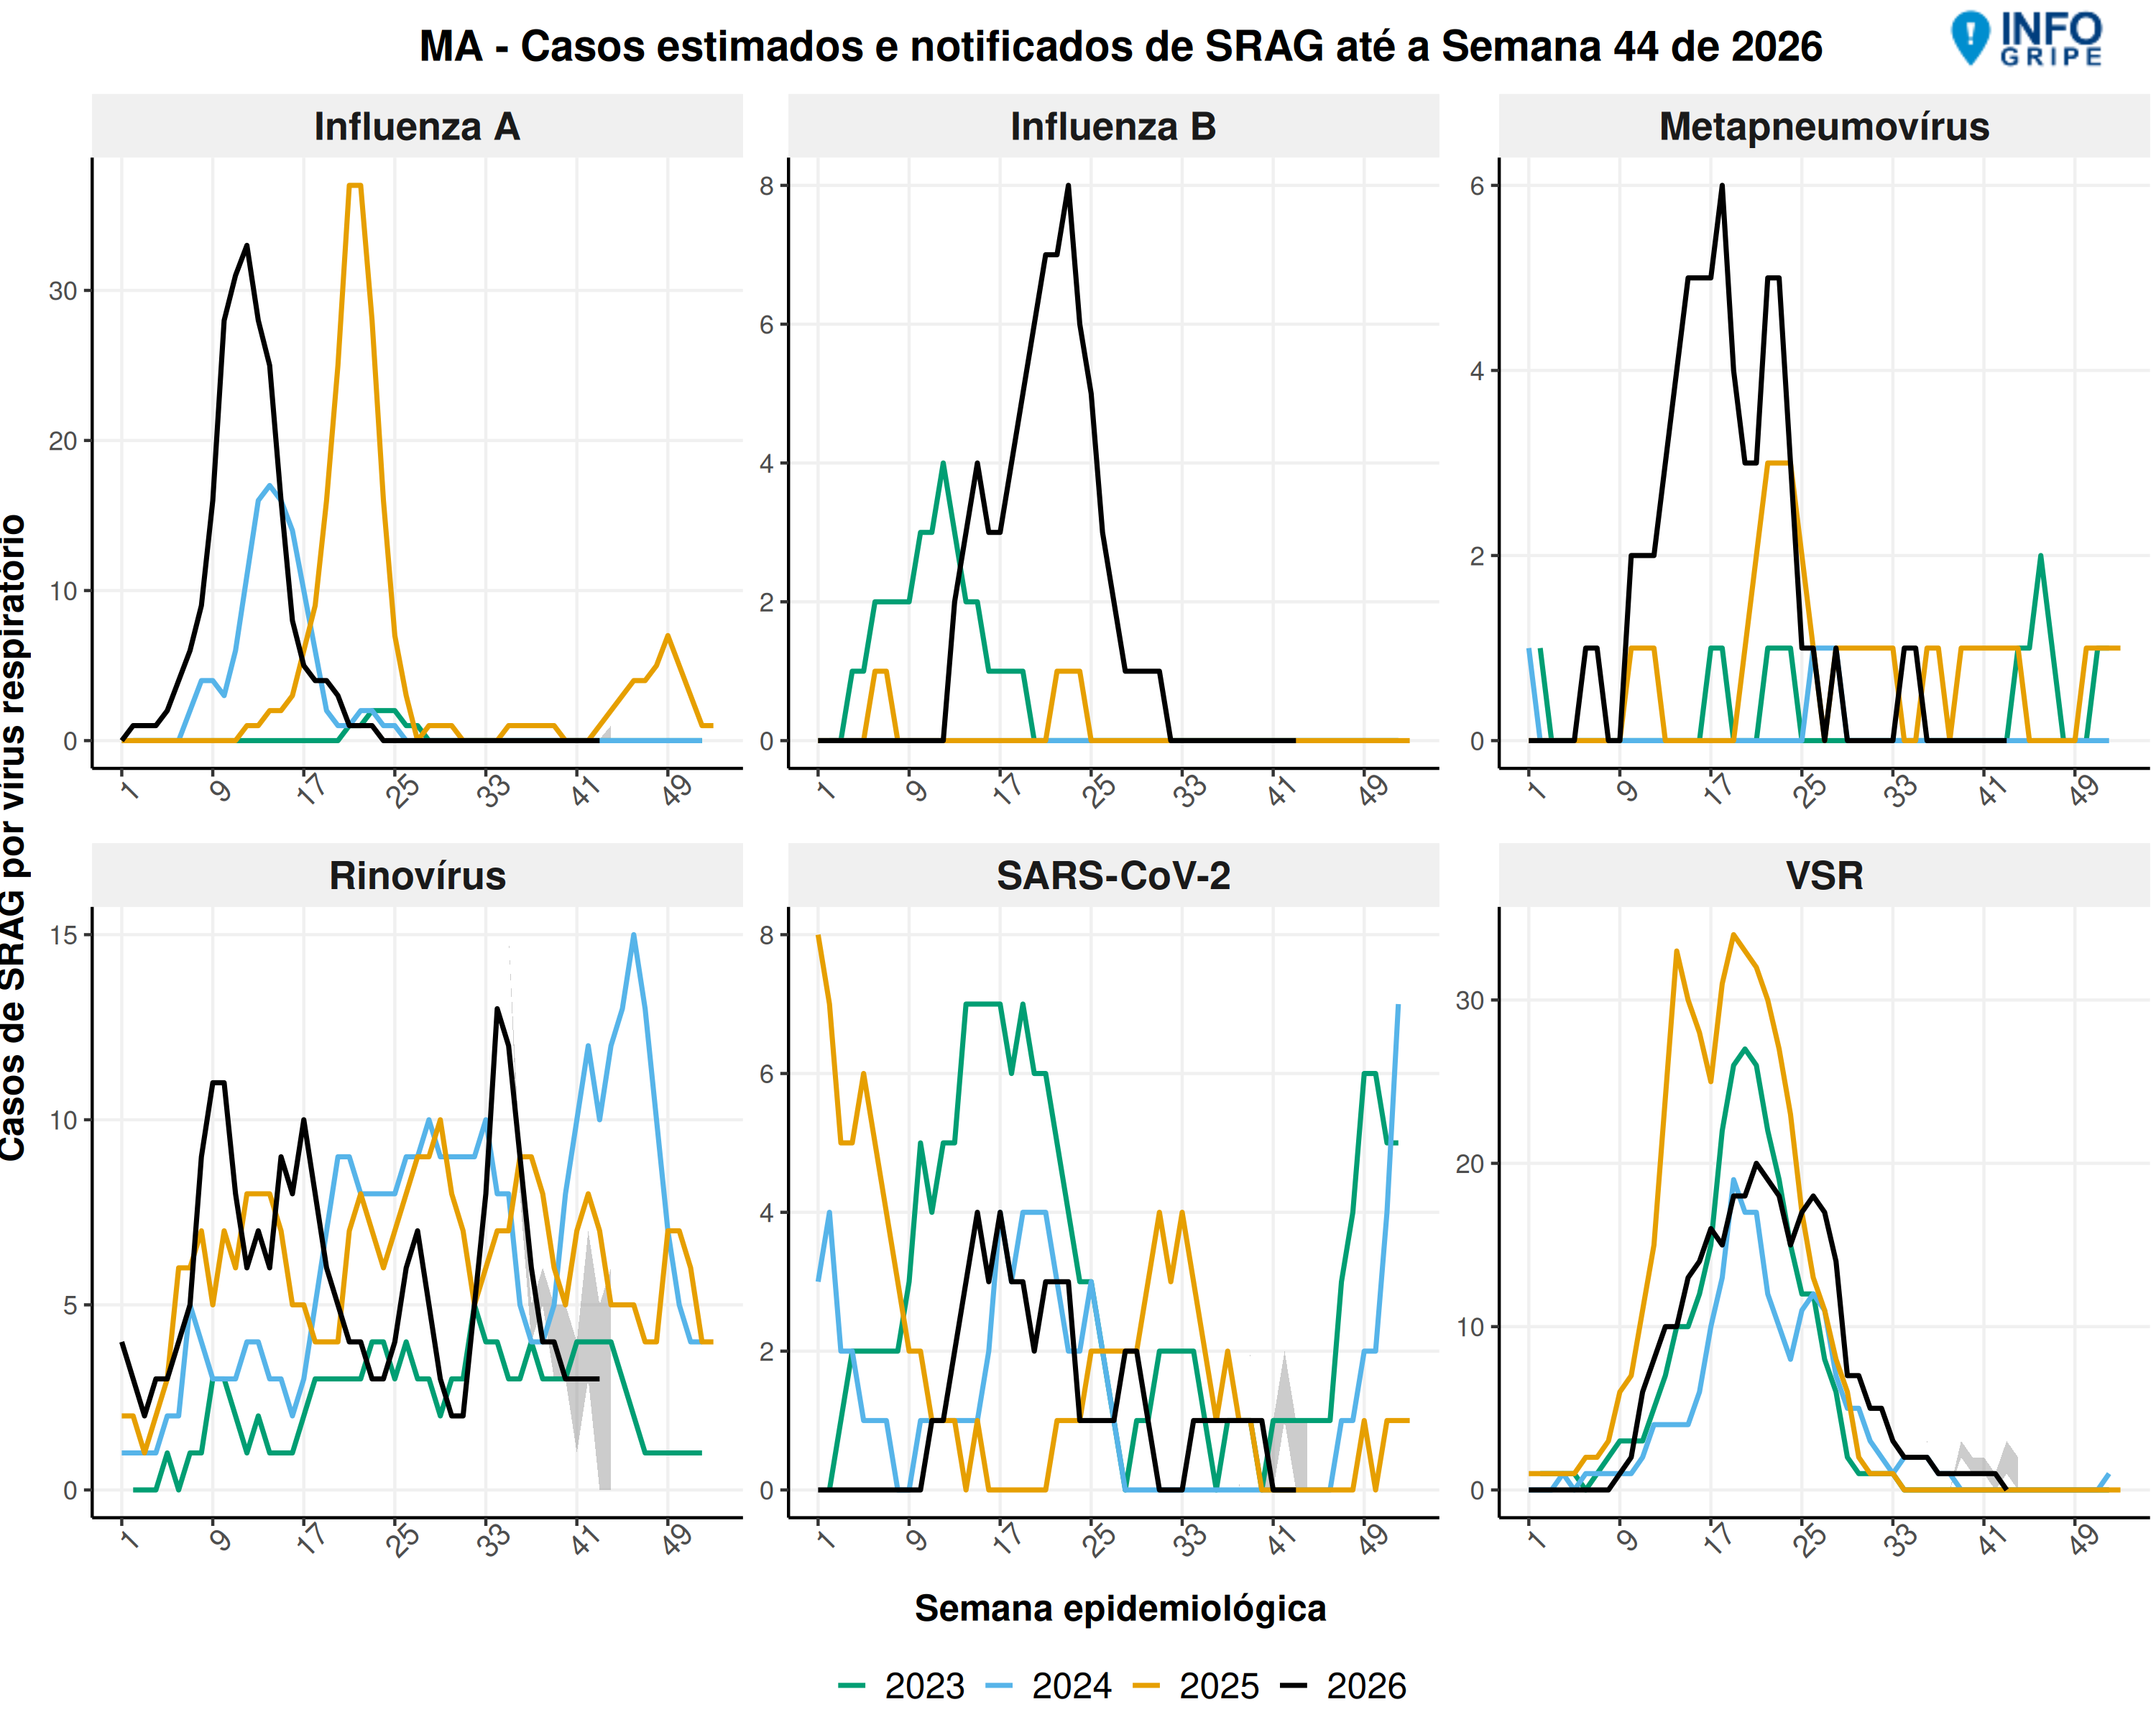 MA - Casos estimados e notificados de SRAG até a Semana 44 de 2026
INFO
GRIPE
Casos de SRAG por vírus respiratório
Influenza A
30
20
10
0
1 9 17 25 33 41 49
Influenza B
8
6
4
2
0
1 9 17 25 33 41 49
Metapneumovírus
6
4
2
0
1 9 17 25 33 41 49
Rinovírus
15
10
5
0
1 9 17 25 33 41 49
SARS-CoV-2
8
6
4
2
0
1 9 17 25 33 41 49
VSR
30
20
10
0
1 9 17 25 33 41 49
Semana epidemiológica
2023 2024 2025 2026